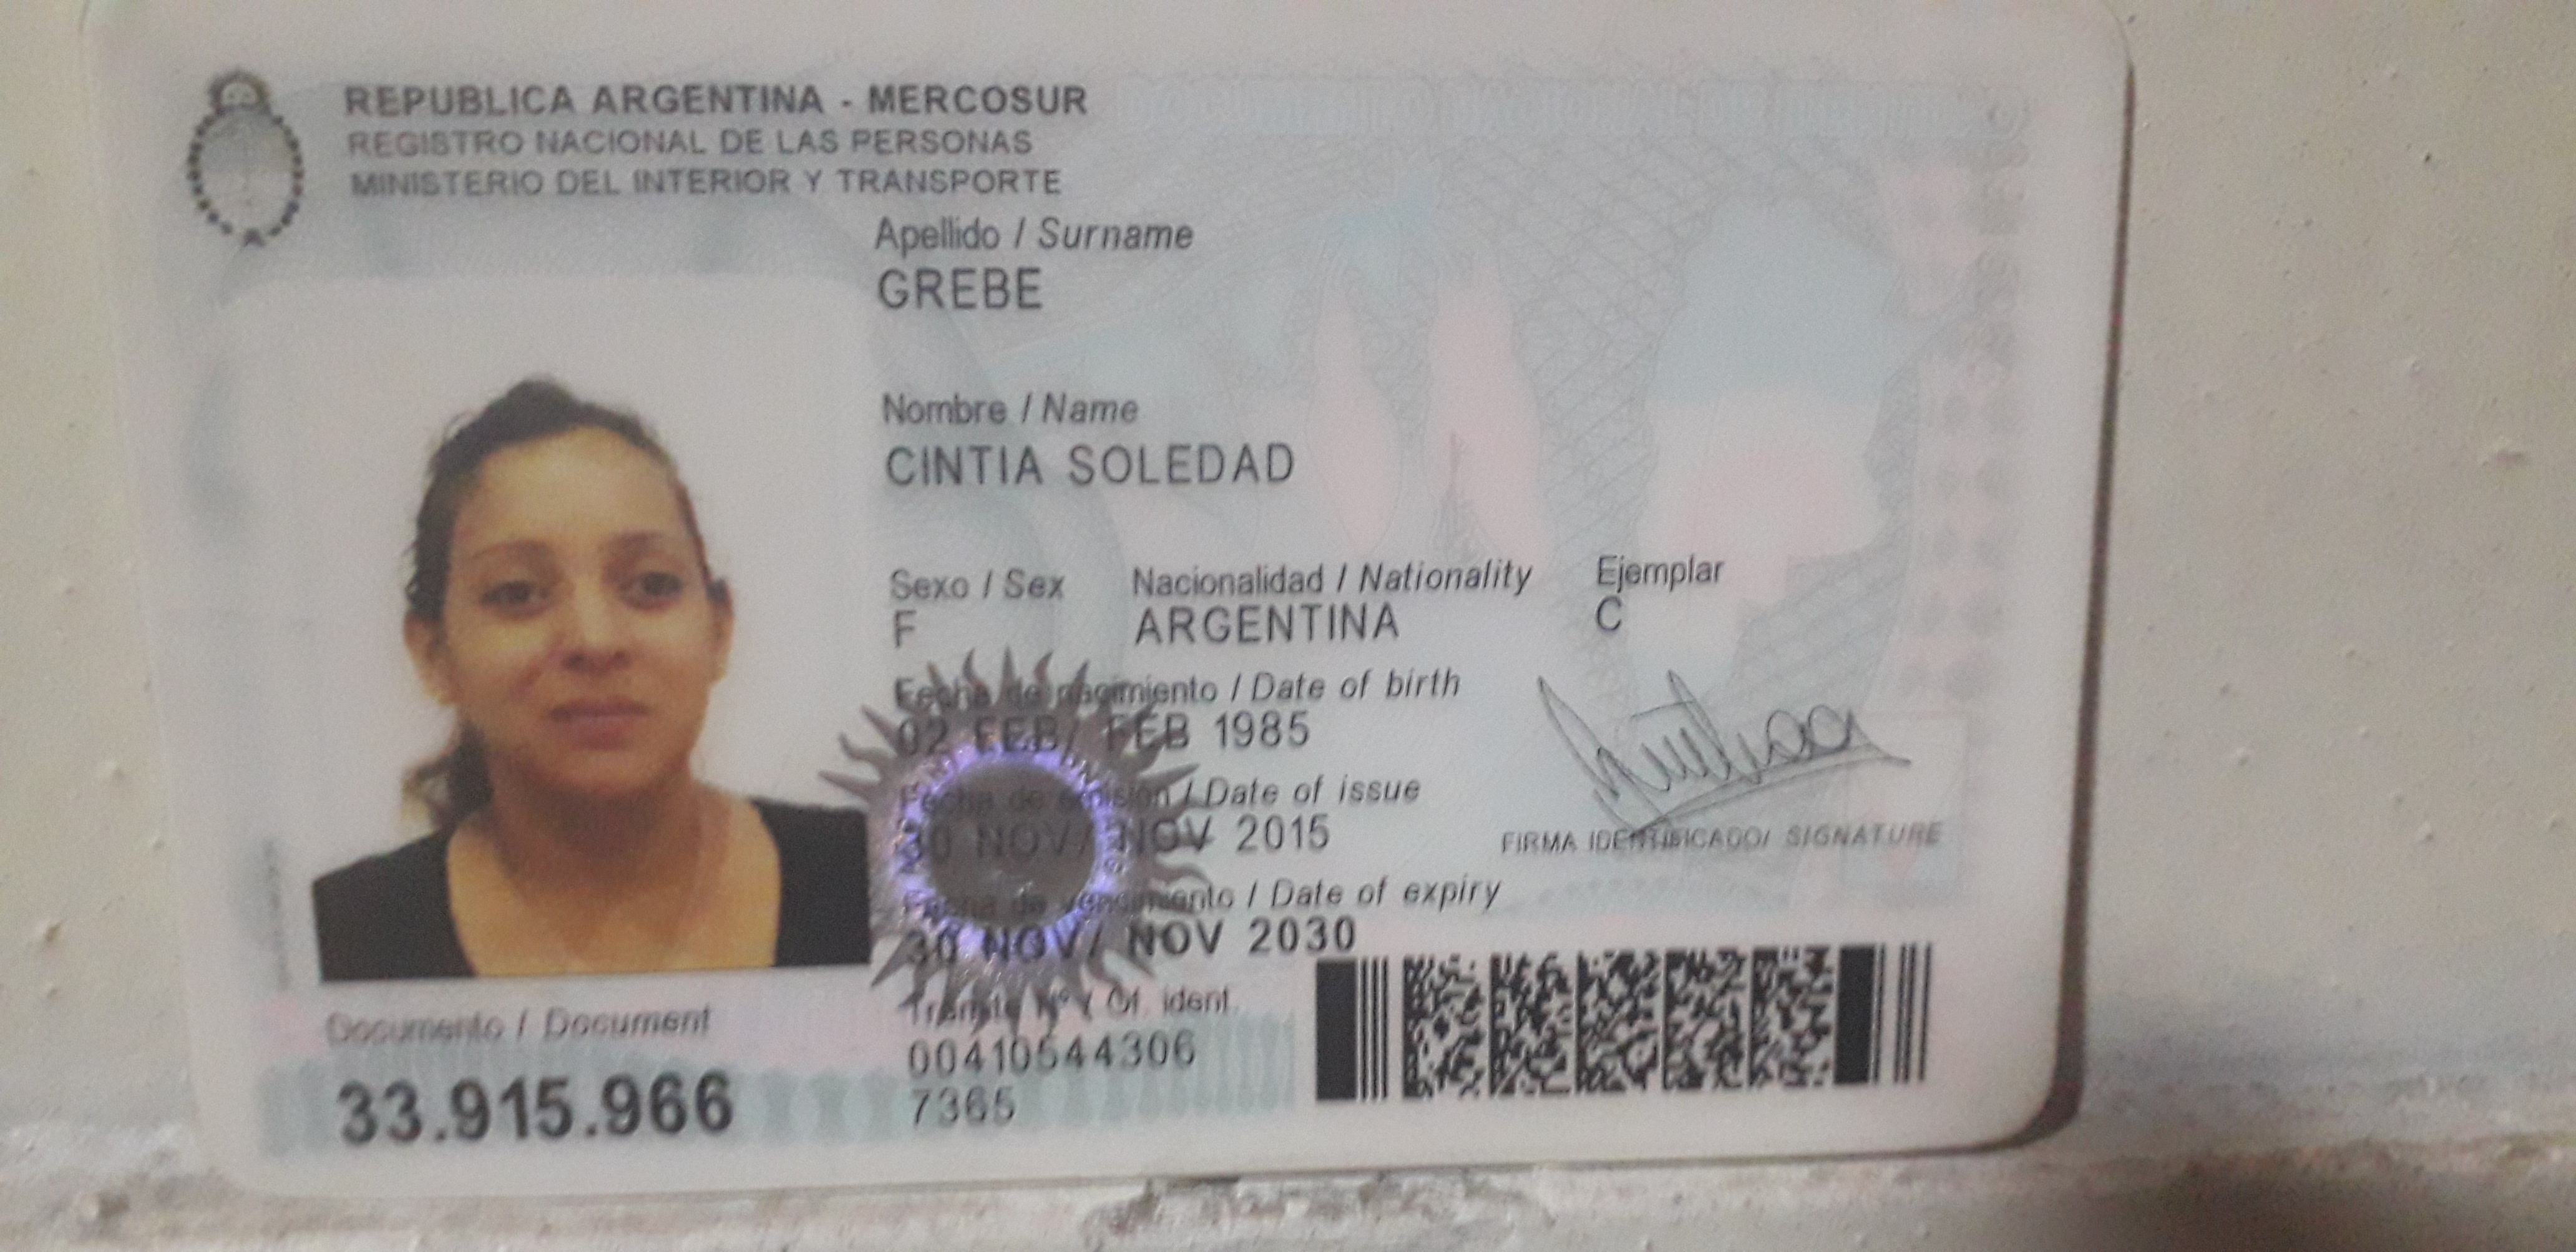 REPUBLICA ARGENTINA - MERCOSUR
REGISTRO NACIONAL DE LAS PERSONAS
MINISTERIO DEL INTERIOR Y TRANSPORTE
Apellido / Surname
GREBE
Nombre / Name
CINTIA SOLEDAD
Sexo / Sex Nacionalidad / Nationality Ejemplar
F ARGENTINA C
Fecha de nacimiento / Date of birth
02 FEB/ FEB 1985
Fecha de emisión / Date of issue
30 NOV/ NOV 2015
FIRMA IDENTIFICADO/ SIGNATURE
Fecha de vencimiento / Date of expiry
30 NOV/ NOV 2030
Documento / Document
33.915.966
Trámite Nº / Of. ident.
00410544306
7365